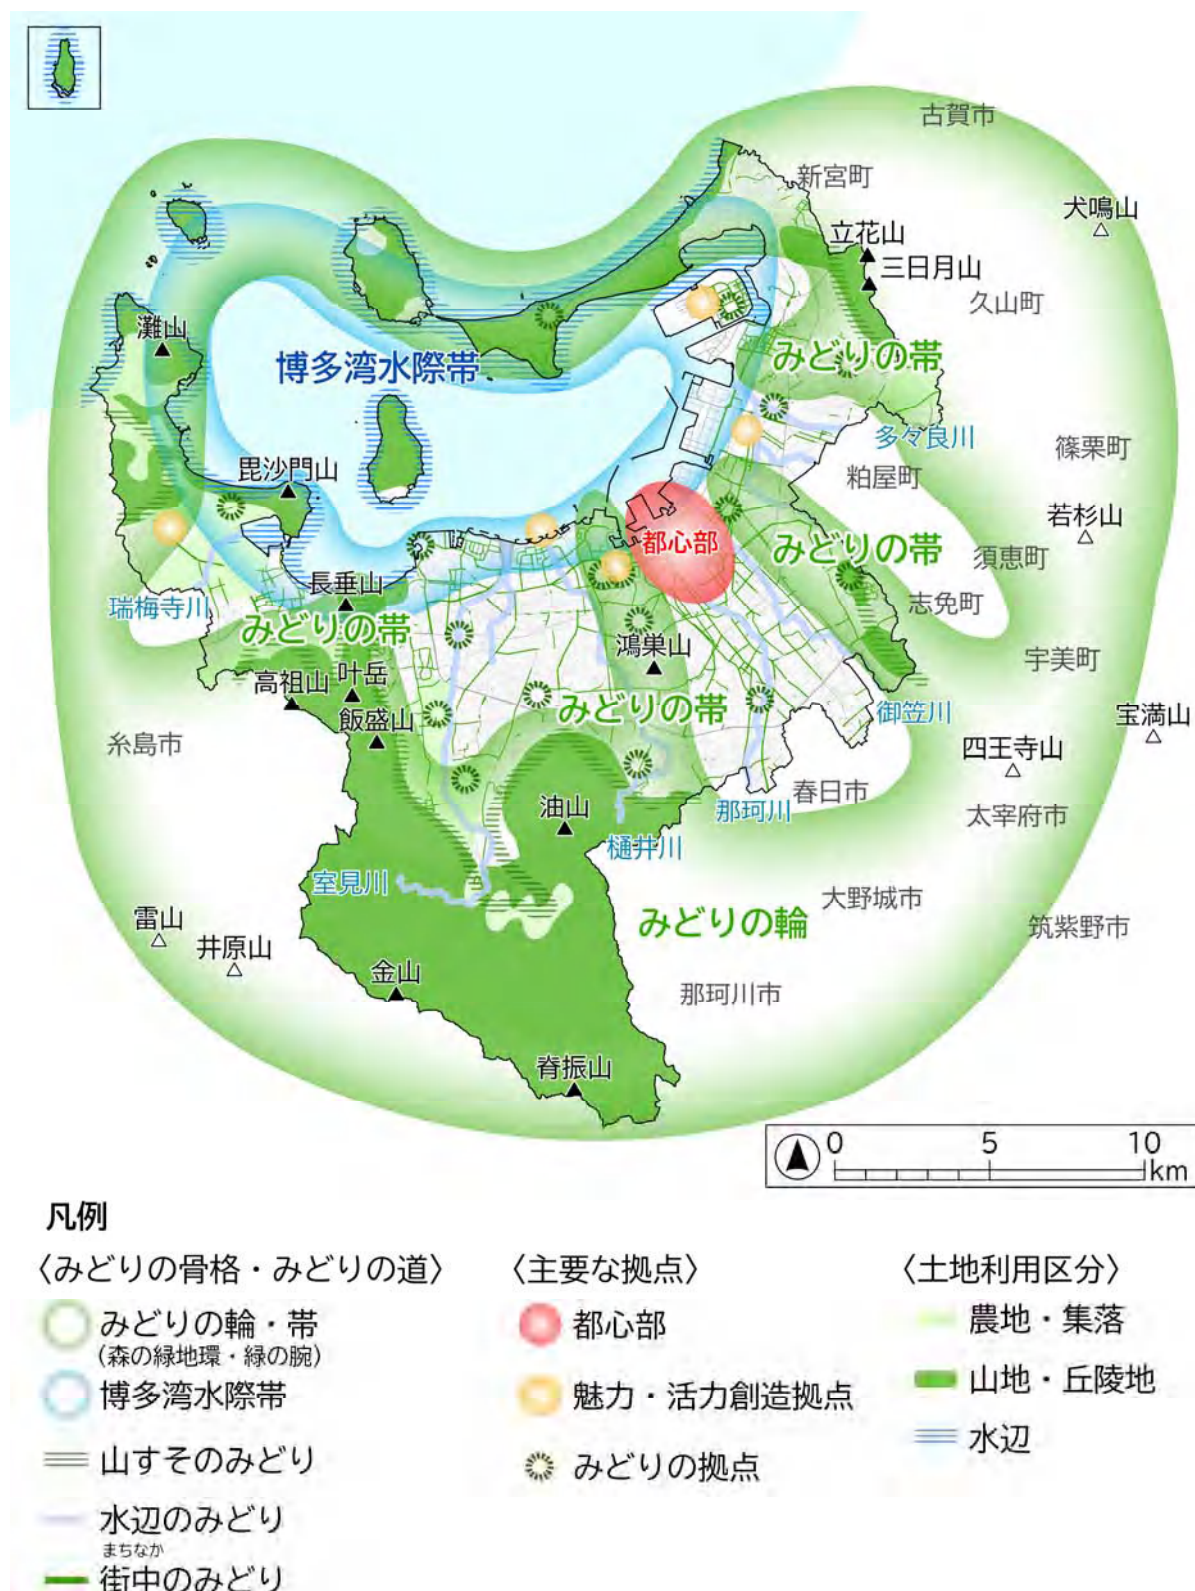 古賀市
新宮町
犬鳴山
立花山
三日月山
久山町
灘山
博多湾水際帯
みどりの帯
多々良川
篠栗町
毘沙門山
粕屋町
若杉山
都心部
みどりの帯
須恵町
長垂山
志免町
瑞梅寺川
みどりの帯
鴻巣山
宇美町
高祖山
叶岳
飯盛山
みどりの帯
御笠川
宝満山
糸島市
四王寺山
春日市
油山
那珂川
太宰府市
樋井川
室見川
大野城市
雷山
みどりの輪
筑紫野市
井原山
金山
那珂川市
脊振山
0 5 10
km
凡例
〈みどりの骨格・みどりの道〉
みどりの輪・帯
(森の緑地環・緑の腕)
博多湾水際帯
山すそのみどり
水辺のみどり
まちなか
街中のみどり
〈主要な拠点〉
都心部
魅力・活力創造拠点
みどりの拠点
〈土地利用区分〉
農地・集落
山地・丘陵地
水辺